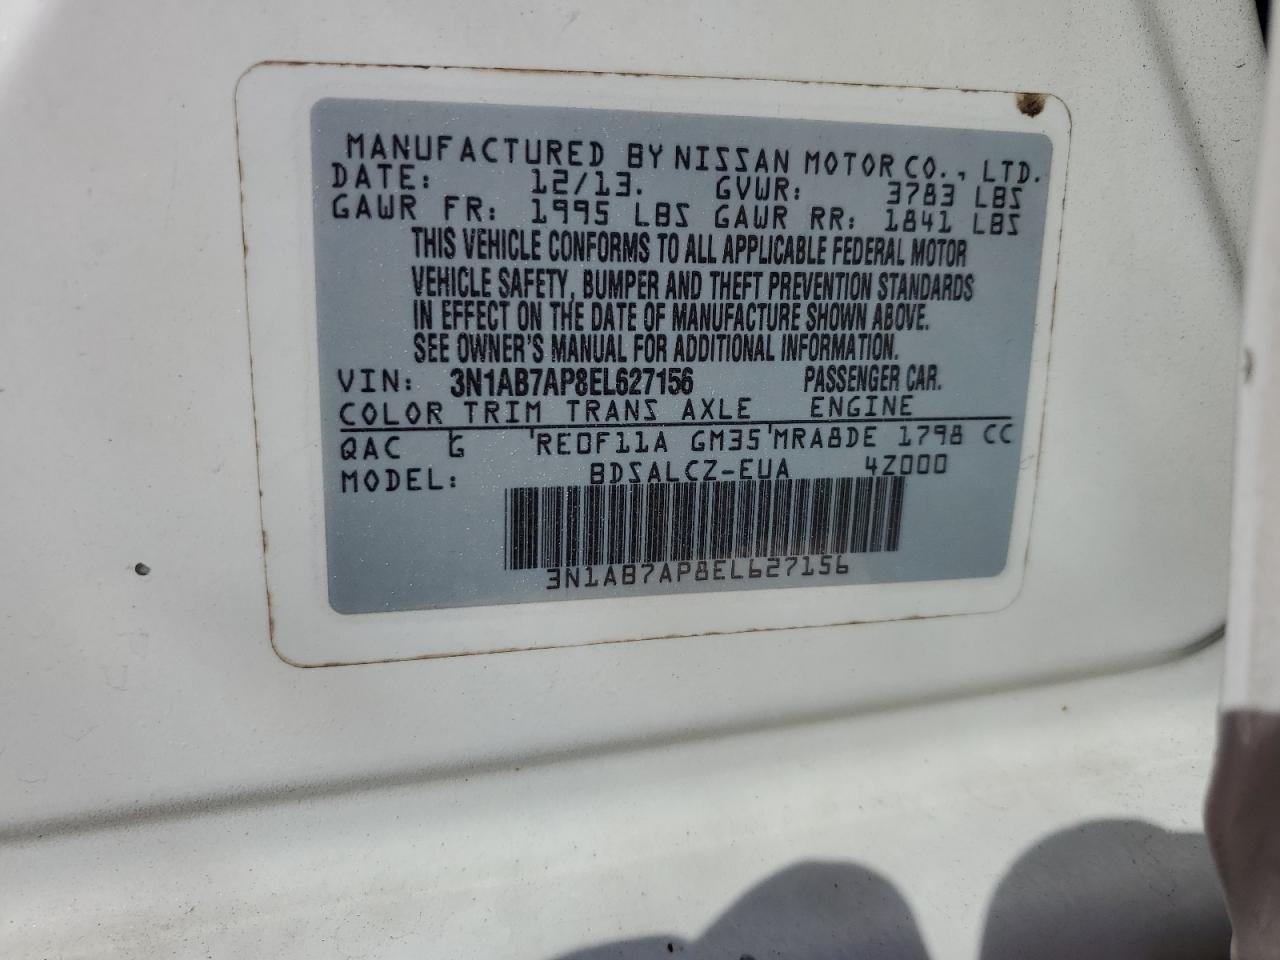 MANUFACTURED BY NISSAN MOTOR CO., LTD.
DATE: 12/13. GVWR: 3783 LBS
GAWR FR: 1995 LBS GAWR RR: 1841 LBS
THIS VEHICLE CONFORMS TO ALL APPLICABLE FEDERAL MOTOR
VEHICLE SAFETY, BUMPER AND THEFT PREVENTION STANDARDS
IN EFFECT ON THE DATE OF MANUFACTURE SHOWN ABOVE.
SEE OWNER'S MANUAL FOR ADDITIONAL INFORMATION.
VIN: 3N1AB7AP8EL627156 PASSENGER CAR.
COLOR TRIM TRANS AXLE ENGINE
QAC G RE0F11A GM35 MRA8DE 1798 CC
MODEL: BDSALCZ-EUA 4Z000
3N1AB7AP8EL627156